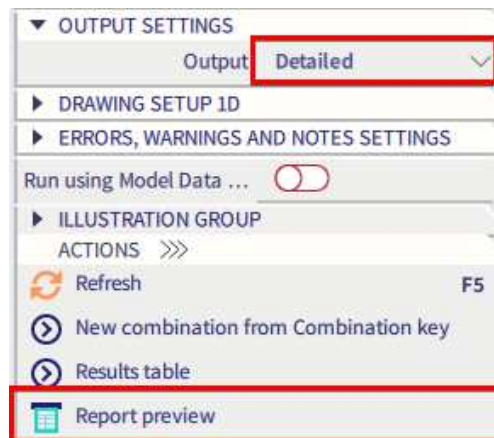 OUTPUT SETTINGS
Output Detailed
DRAWING SETUP 1D
ERRORS, WARNINGS AND NOTES SETTINGS
Run using Model Data ...
ILLUSTRATION GROUP
ACTIONS >>>
Refresh F5
New combination from Combination key
Results table
Report preview